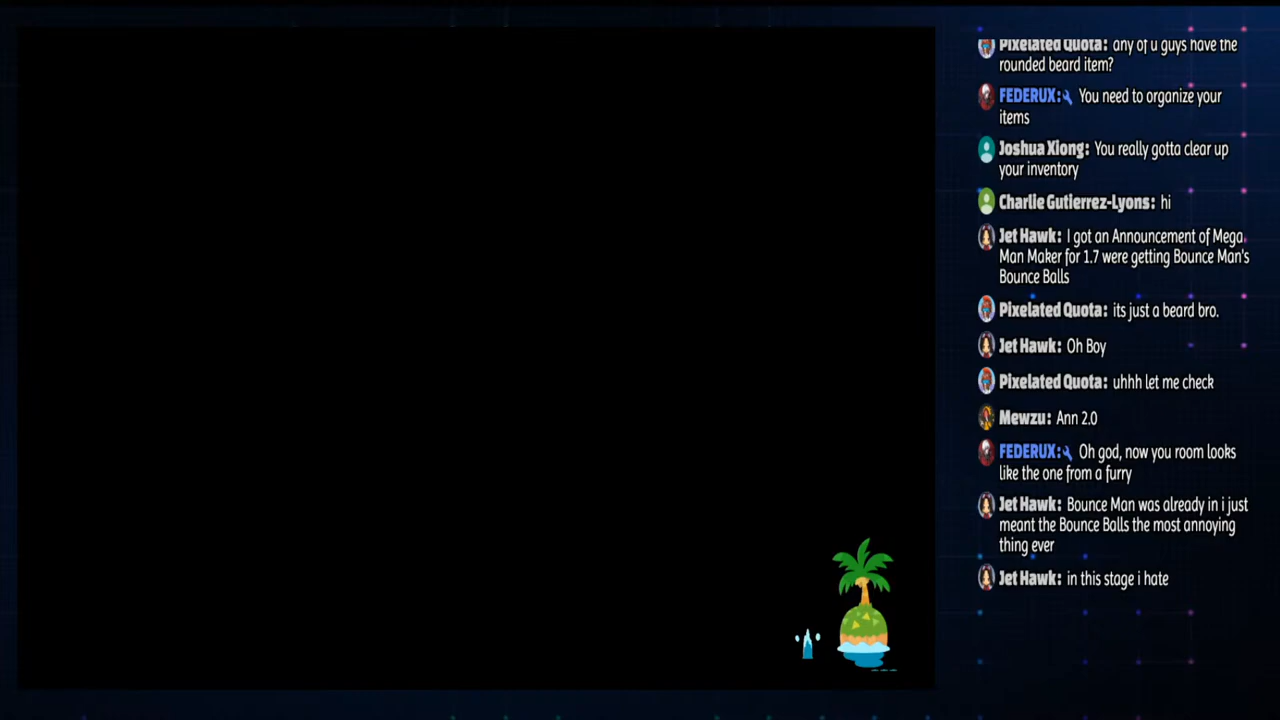 Pixelated Quota: any of u guys have the
rounded beard item?
FEDERUX: You need to organize your
items
Joshua Xiong: You really gotta clear up
your inventory
Charlie Gutierrez-Lyons: hi
Jet Hawk: I got an Announcement of Mega
Man Maker for 1.7 were getting Bounce Man's
Bounce Balls
Pixelated Quota: its just a beard bro.
Jet Hawk: Oh Boy
Pixelated Quota: uhhh let me check
Mewzu: Ann 2.0
FEDERUX: Oh god, now you room looks
like the one from a furry
Jet Hawk: Bounce Man was already in i just
meant the Bounce Balls the most annoying
thing ever
Jet Hawk: in this stage i hate